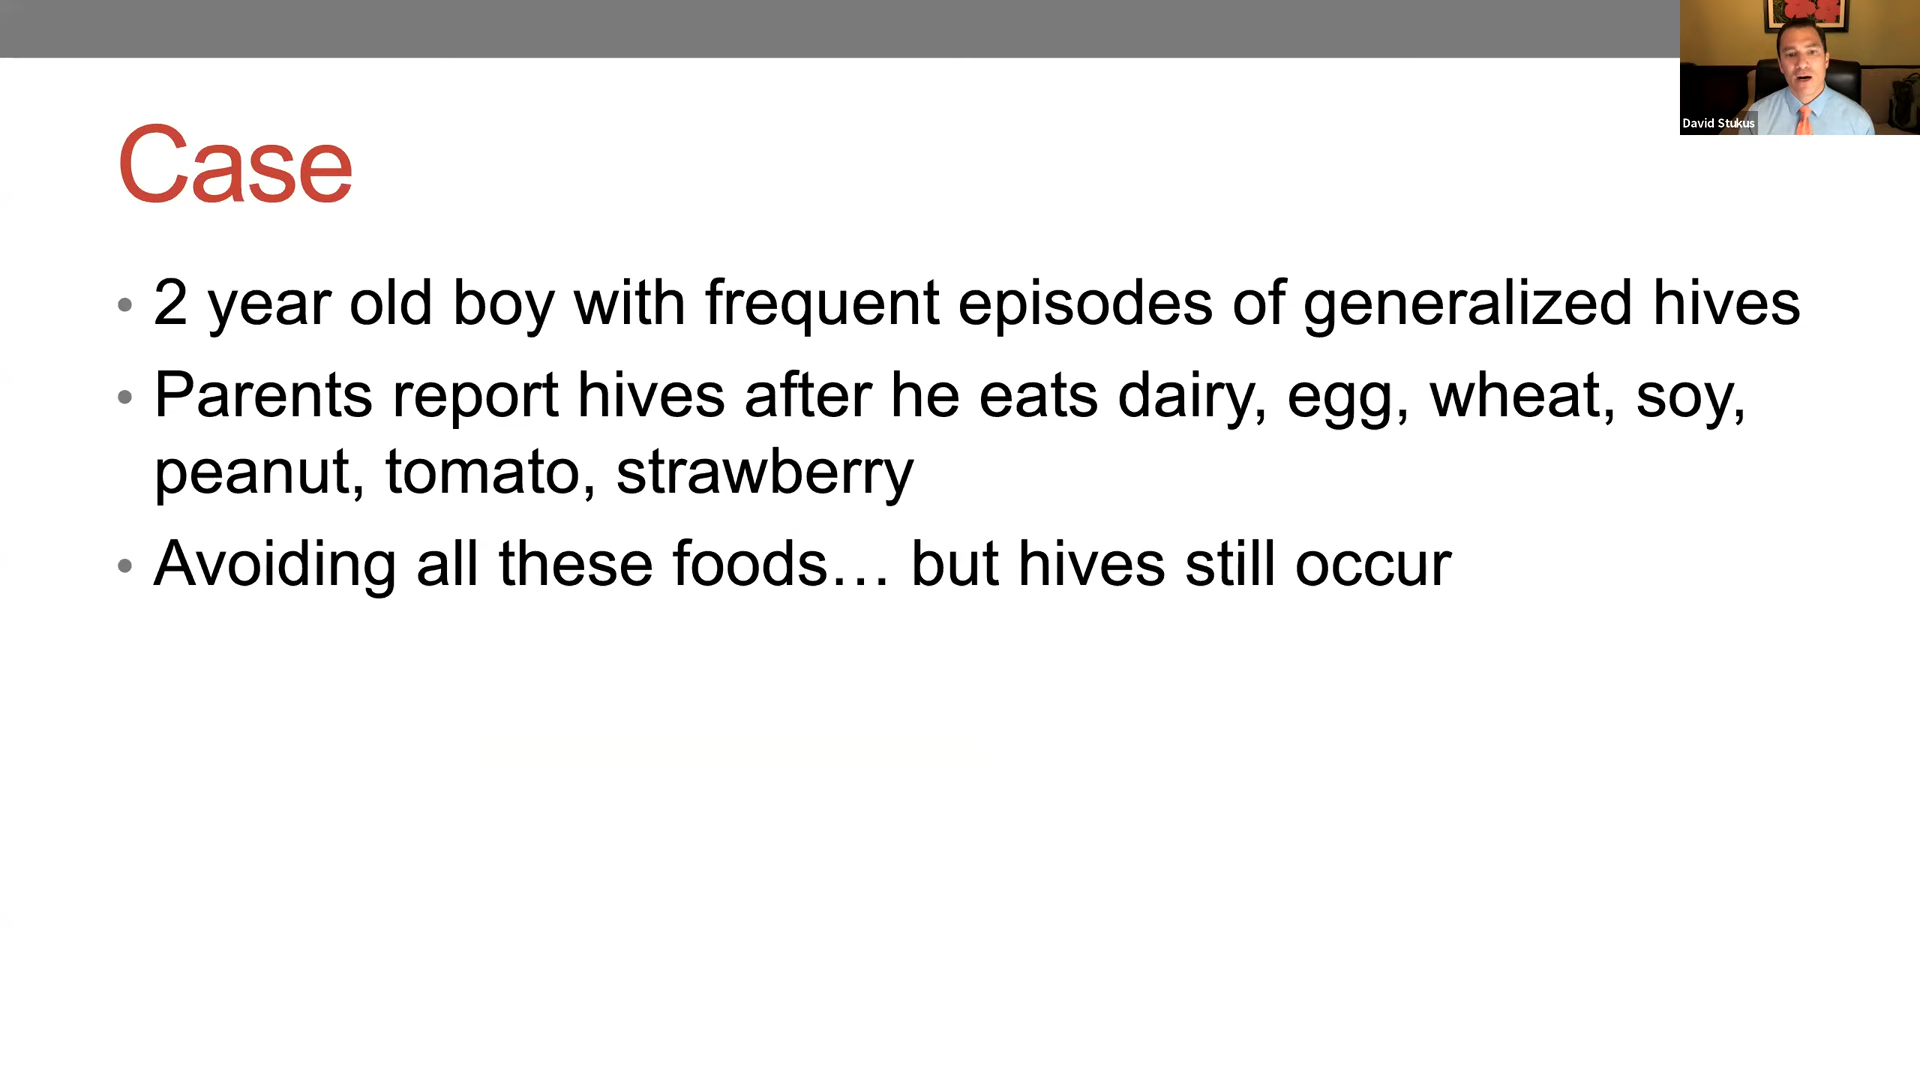 David Stukus
Case
• 2 year old boy with frequent episodes of generalized hives
• Parents report hives after he eats dairy, egg, wheat, soy,
peanut, tomato, strawberry
• Avoiding all these foods… but hives still occur